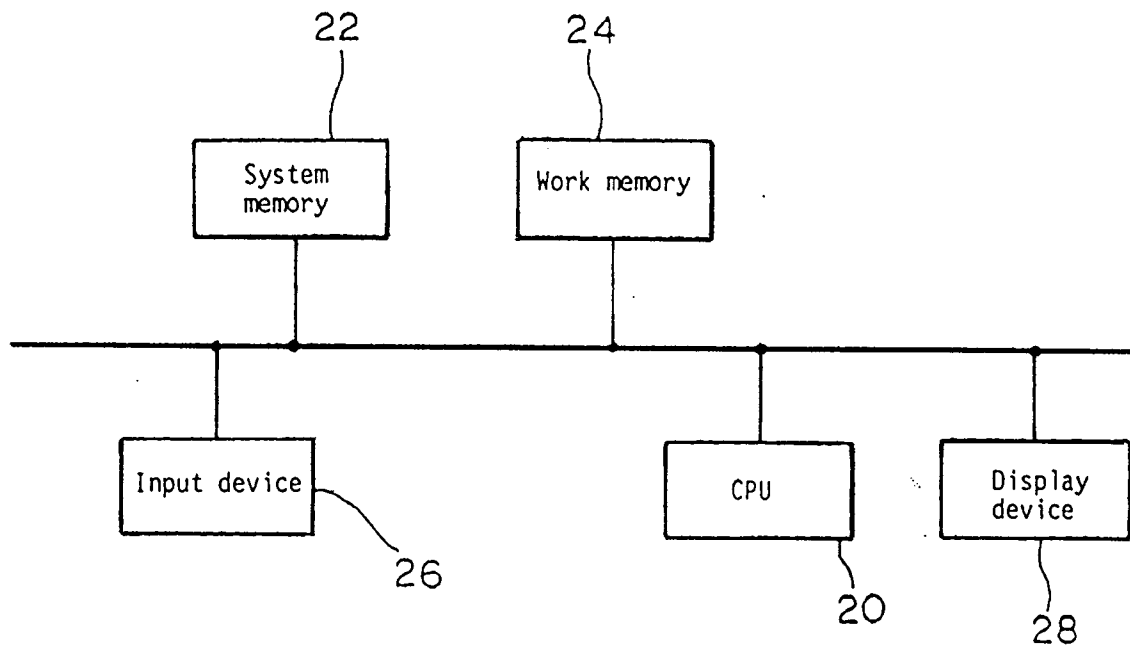 22
24
System
memory
Work memory
Input device
CPU
Display
device
26
20
28